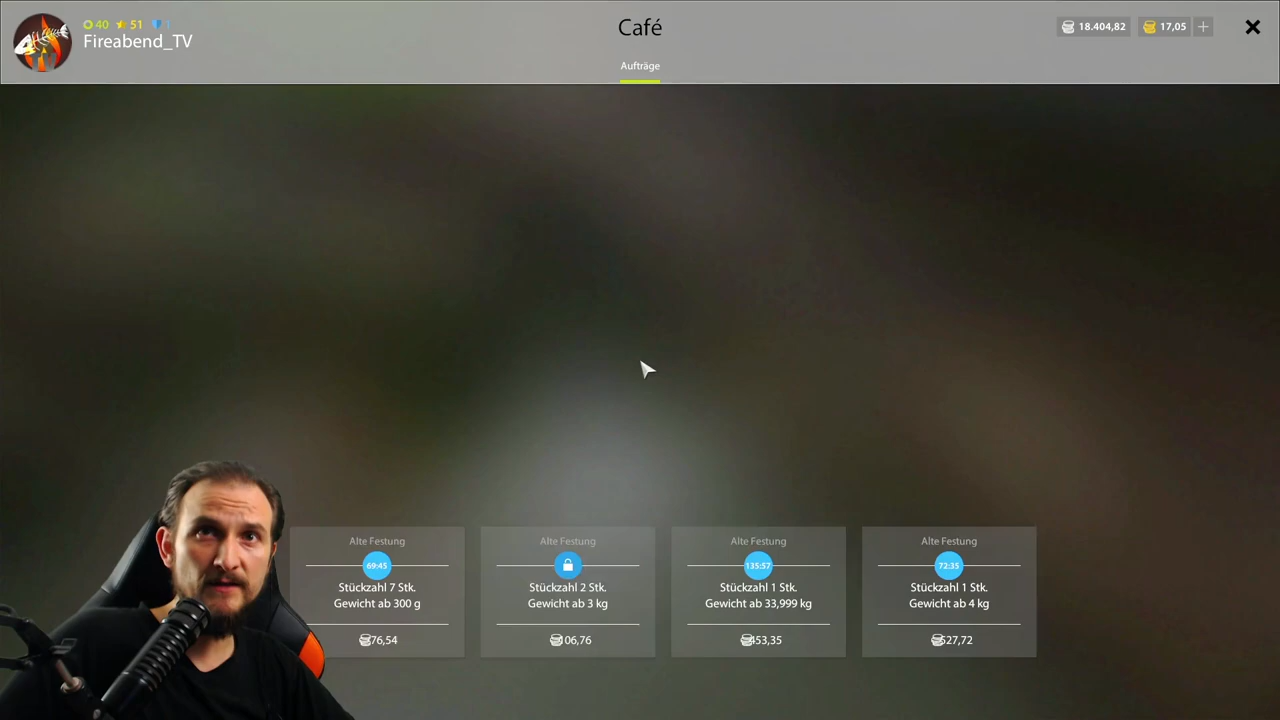 40 51 1
Fireabend_TV
Café
18.404,82
17,05
Aufträge
Alte Festung
69:45
Stückzahl 7 Stk.
Gewicht ab 300 g
76,54
Alte Festung
Stückzahl 2 Stk.
Gewicht ab 3 kg
06,76
Alte Festung
135:57
Stückzahl 1 Stk.
Gewicht ab 33,999 kg
453,35
Alte Festung
72:35
Stückzahl 1 Stk.
Gewicht ab 4 kg
27,72